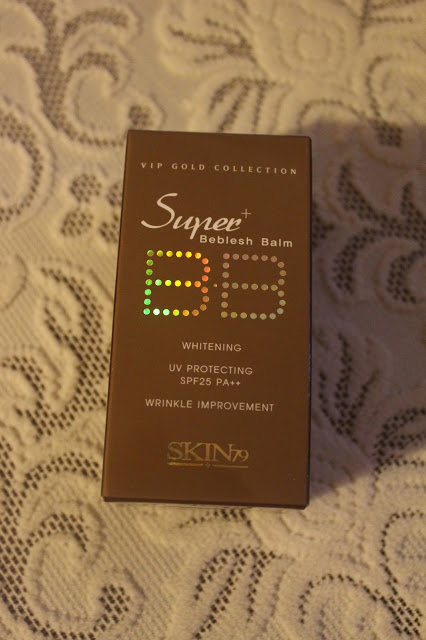 VIP GOLD COLLECTION
Super+
Beblesh Balm
BB
WHITENING
UV PROTECTING
SPF25 PA++
WRINKLE IMPROVEMENT
SKIN79